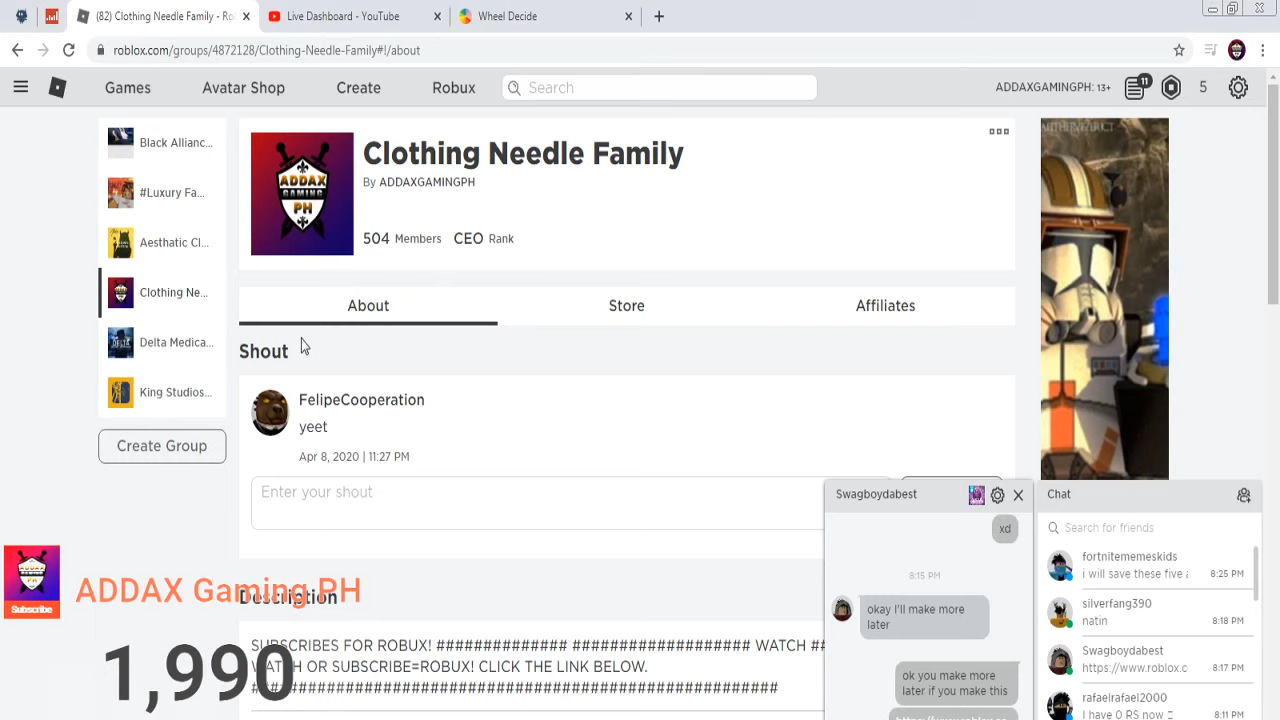 (82) Clothing Needle Family - Ro
Live Dashboard - YouTube
Wheel Decide
roblox.com/groups/4872128/Clothing-Needle-Family#!/about
Games
Avatar Shop
Create
Robux
Search
ADDAXGAMINGPH: 13+
11
5
Black Allianc...
#Luxury Fa...
Aesthatic Cl...
Clothing Ne...
Delta Medica...
King Studios...
Create Group
ADDAX
GAMING
PH
Clothing Needle Family
By ADDAXGAMINGPH
504 Members CEO Rank
About
Store
Affiliates
Shout
FelipeCooperation
yeet
Apr 8, 2020 | 11:27 PM
Enter your shout
Description
SUBSCRIBES FOR ROBUX! ############## ################### WATCH ##
WATCH OR SUBSCRIBE=ROBUX! CLICK THE LINK BELOW.
Subscribe
ADDAX Gaming PH
1,990
Swagboydabest
xd
8:15 PM
okay I'll make more
later
ok you make more
later if you make this
Chat
Search for friends
fortnitememeskids
i will save these five
8:25 PM
silverfang390
natin
8:18 PM
Swagboydabest
https://www.roblox.c
8:17 PM
rafaelrafael2000
I have 0 RS now
8:11 PM